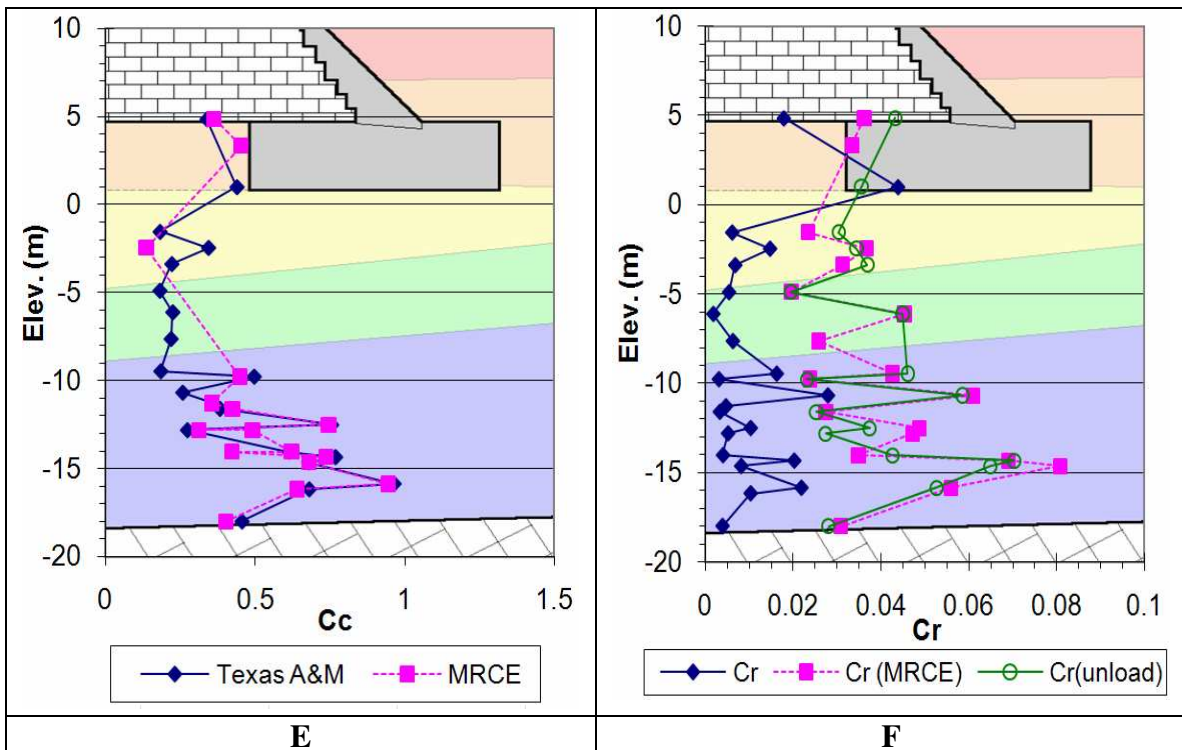 10
5
0
-5
-10
-15
-20
Elev. (m)
0 0.5 1 1.5
Cc
Texas A&M MRCE
E
10
5
0
-5
-10
-15
-20
Elev. (m)
0 0.02 0.04 0.06 0.08 0.1
Cr
Cr Cr (MRCE) Cr(unload)
F